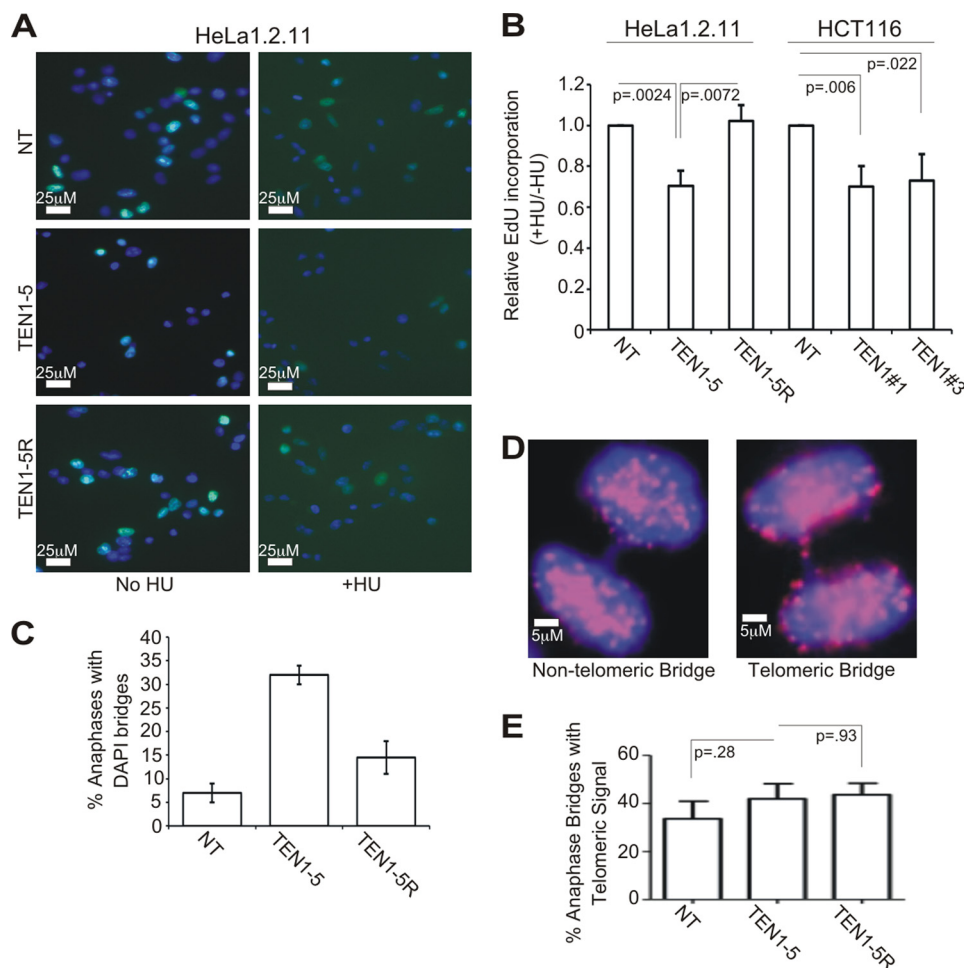 A
HeLa1.2.11
NT
25µM
25µM
TEN1-5
25µM
25µM
TEN1-5R
25µM
25µM
No HU
+HU
B
HeLa1.2.11
HCT116
p=.0024
p=.0072
p=.006
p=.022
Relative EdU incorporation
(+HU/-HU)
1.2
1.0
0.8
0.6
0.4
0.2
0
NT
TEN1-5
TEN1-5R
NT
TEN1#1
TEN1#3
C
% Anaphases with
DAPI bridges
40
35
30
25
20
15
10
5
0
NT
TEN1-5
TEN1-5R
D
5µM
5µM
Non-telomeric Bridge
Telomeric Bridge
E
% Anaphase Bridges with
Telomeric Signal
60
40
20
0
p=.28
p=.93
NT
TEN1-5
TEN1-5R